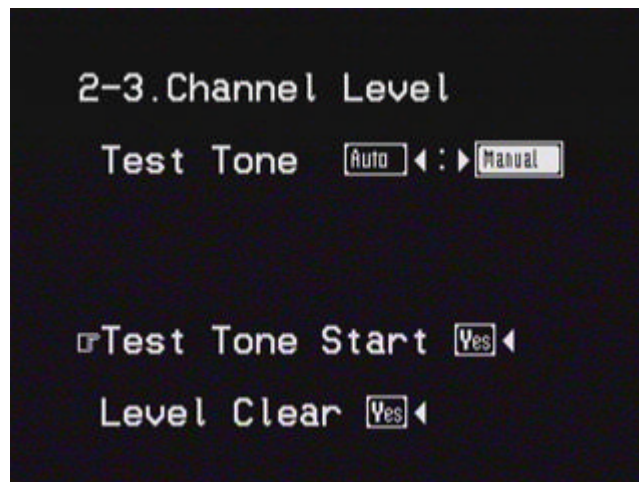 2-3.Channel Level
Test Tone Auto ◀:▶ Manual
☞Test Tone Start Yes ◀
Level Clear Yes ◀